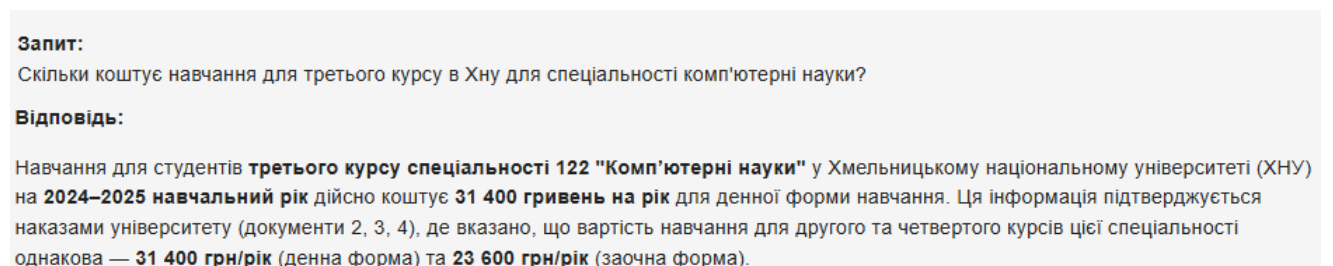 Запит:
Скільки коштує навчання для третього курсу в Хну для спеціальності комп'ютерні науки?
Відповідь:
Навчання для студентів третього курсу спеціальності 122 "Комп’ютерні науки" у Хмельницькому національному університеті (ХНУ)
на 2024–2025 навчальний рік дійсно коштує 31 400 гривень на рік для денної форми навчання. Ця інформація підтверджується
наказами університету (документи 2, 3, 4), де вказано, що вартість навчання для другого та четвертого курсів цієї спеціальності
однакова — 31 400 грн/рік (денна форма) та 23 600 грн/рік (заочна форма).